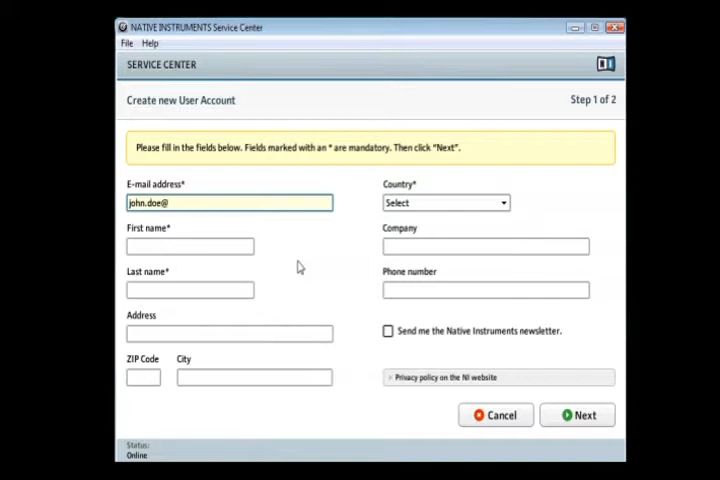 NATIVE INSTRUMENTS Service Center
File Help
SERVICE CENTER
Create new User Account
Step 1 of 2
Please fill in the fields below. Fields marked with an * are mandatory. Then click "Next".
E-mail address*
Country*
john.doe@
Select
First name*
Company
Last name*
Phone number
Address
Send me the Native Instruments newsletter.
ZIP Code
City
Privacy policy on the NI website
Cancel
Next
Status:
Online